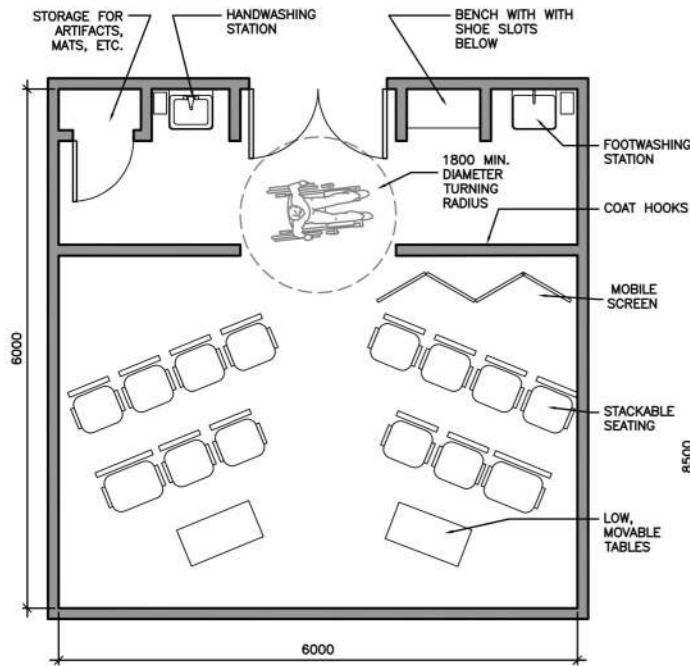 STORAGE FOR
ARTIFACTS,
MATS, ETC.
HANDWASHING
STATION
BENCH WITH WITH
SHOE SLOTS
BELOW
FOOTWASHING
STATION
1800 MIN.
DIAMETER
TURNING
RADIUS
COAT HOOKS
MOBILE
SCREEN
6000
STACKABLE
SEATING
8500
LOW,
MOVABLE
TABLES
6000